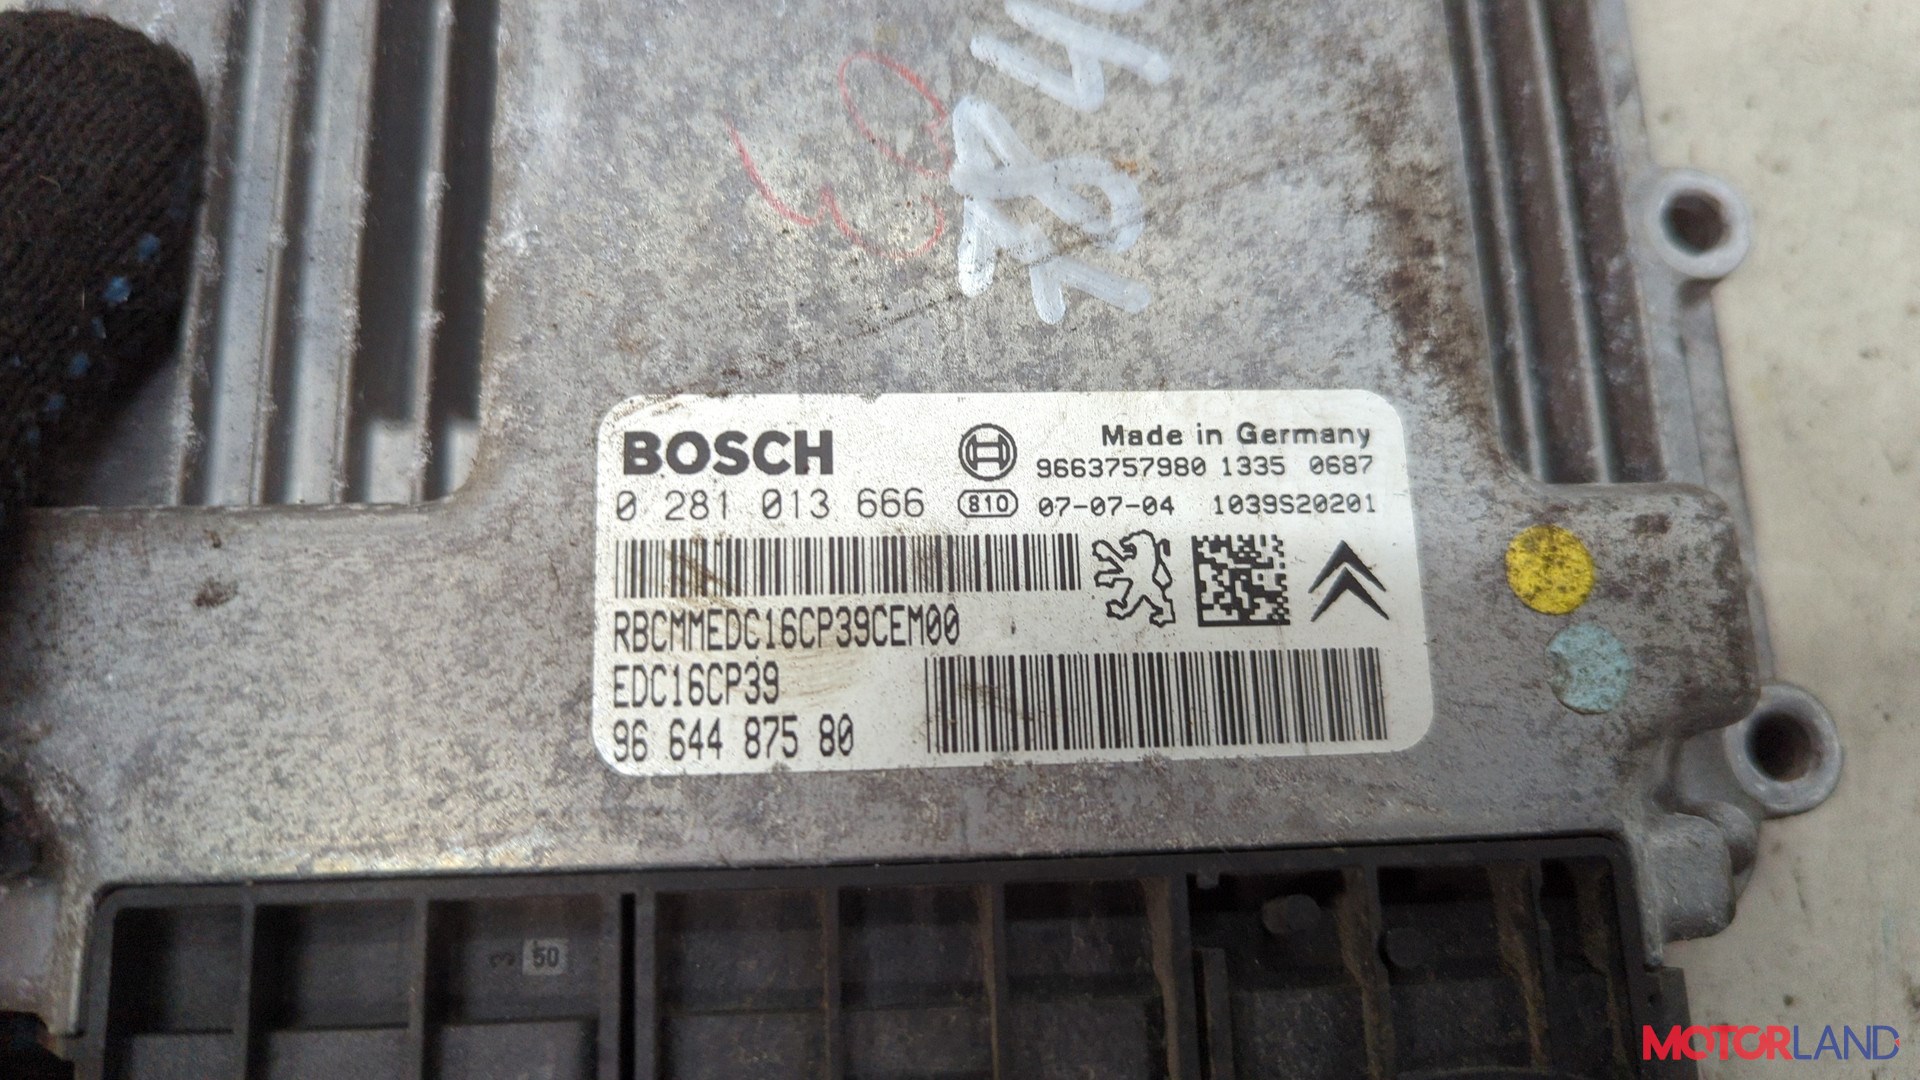 BOSCH
Made in Germany
9663757980 1335 0687
0 281 013 666
810 07-07-04 1039S20201
RBCMMEDC16CP39CEM00
EDC16CP39
96 644 875 80
3 50
MOTORLAND